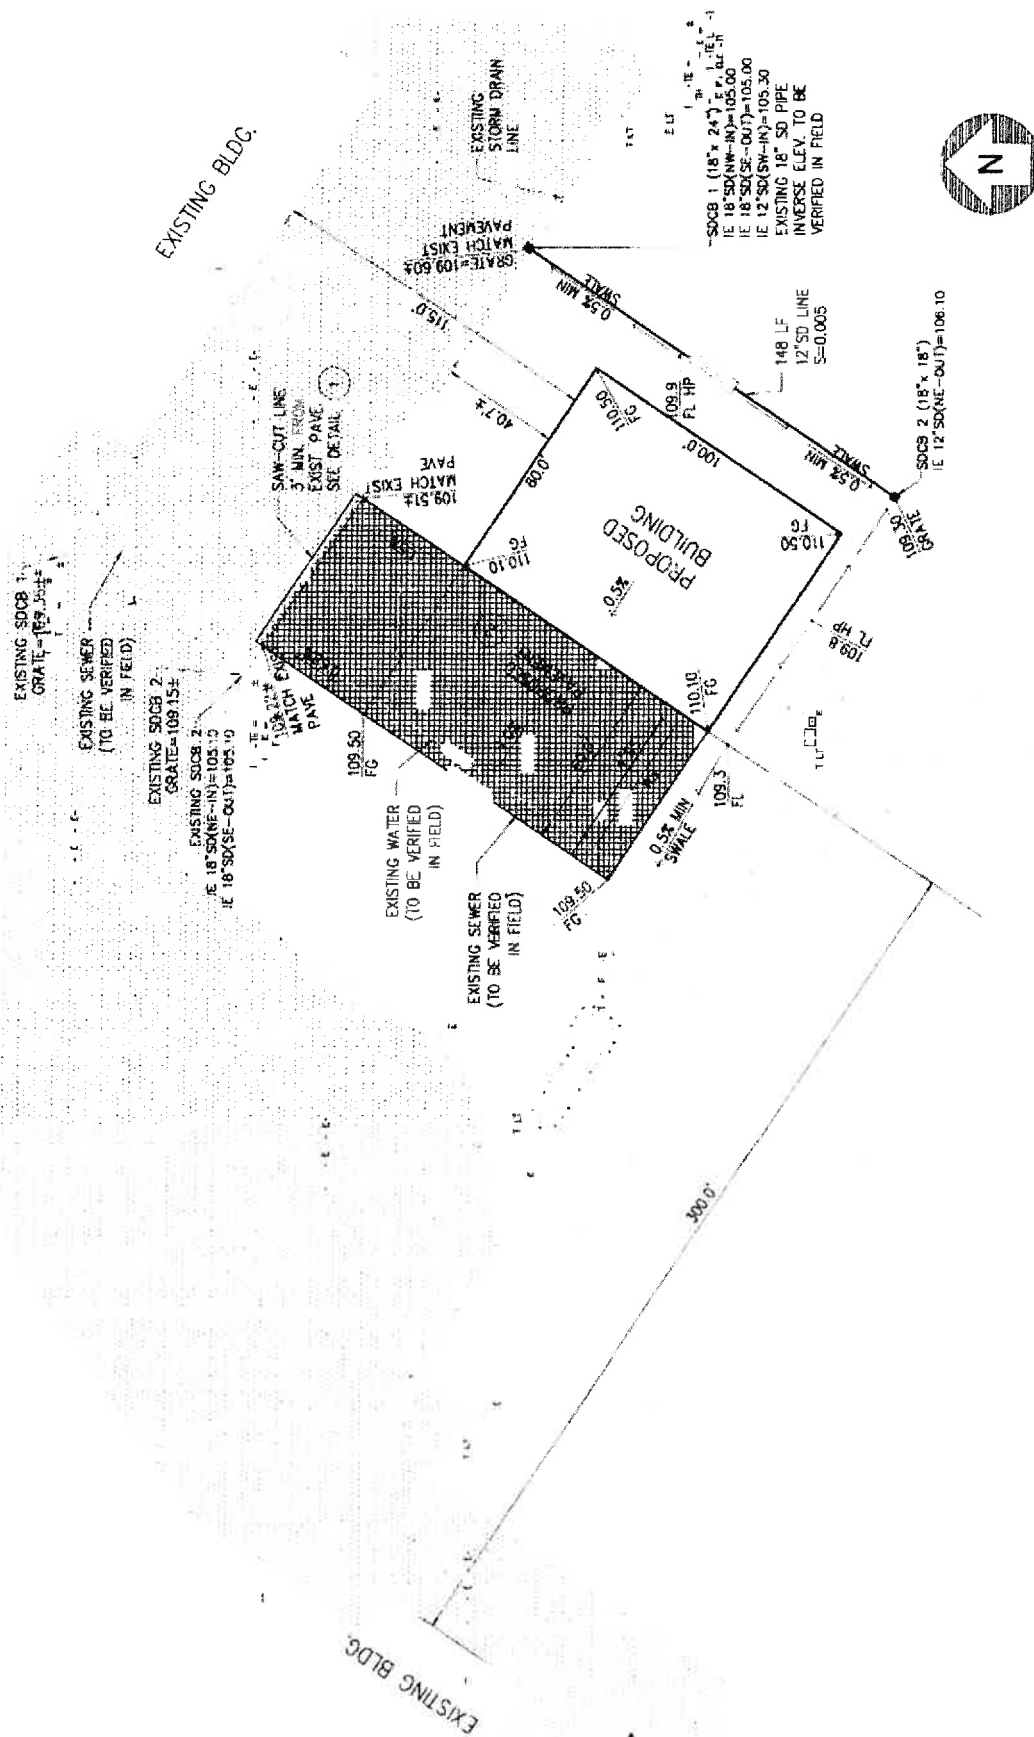 EXISTING BLDG.
EXISTING SDCB 1
EXISTING SEWER
(TO BE VERIFIED
IN FIELD)
EXISTING SDCB 2
GRATE=109.15±
EXISTING SDCB 2
IE 18"SD(NE-IN)=105.10
IE 18"SD(SE-OUT)=105.10
MATCH
PAVE
109.50
FG
EXISTING WATER
(TO BE VERIFIED
IN FIELD)
EXISTING SEWER
(TO BE VERIFIED
IN FIELD)
109.50
FG
SAW-CUT LINE
3' MIN. FROM
EXIST PAVE.
SEE DETAIL
1
109.51±
MATCH EXIST
PAVE
115.0'
40.7'±
EXISTING
STORM DRAIN
LINE
GRATE=109.60±
MATCH EXIST
PAVEMENT
SDCB 1 (18"x 24")
IE 18"SD(NW-IN)=105.00
IE 18"SD(SE-OUT)=105.00
IE 12"SD(SW-IN)=105.30
EXISTING 18" SD PIPE
INVERSE ELEV. TO BE
VERIFIED IN FIELD
N
0.5% MIN
SWALE
110.50
FG
109.9
FL HP
80.0'
100.0'
110.10
FG
PROPOSED
BUILDING
0.5%
110.50
FG
110.10
FG
148 LF
12"SD LINE
S=0.005
0.5% MIN
SWALE
SDCB 2 (18"x 18")
IE 12"SD(NE-OUT)=106.10
109.30
GRATE
109.8
FL HP
109.3
FL
0.5% MIN
SWALE
300.0'
EXISTING BLDG.